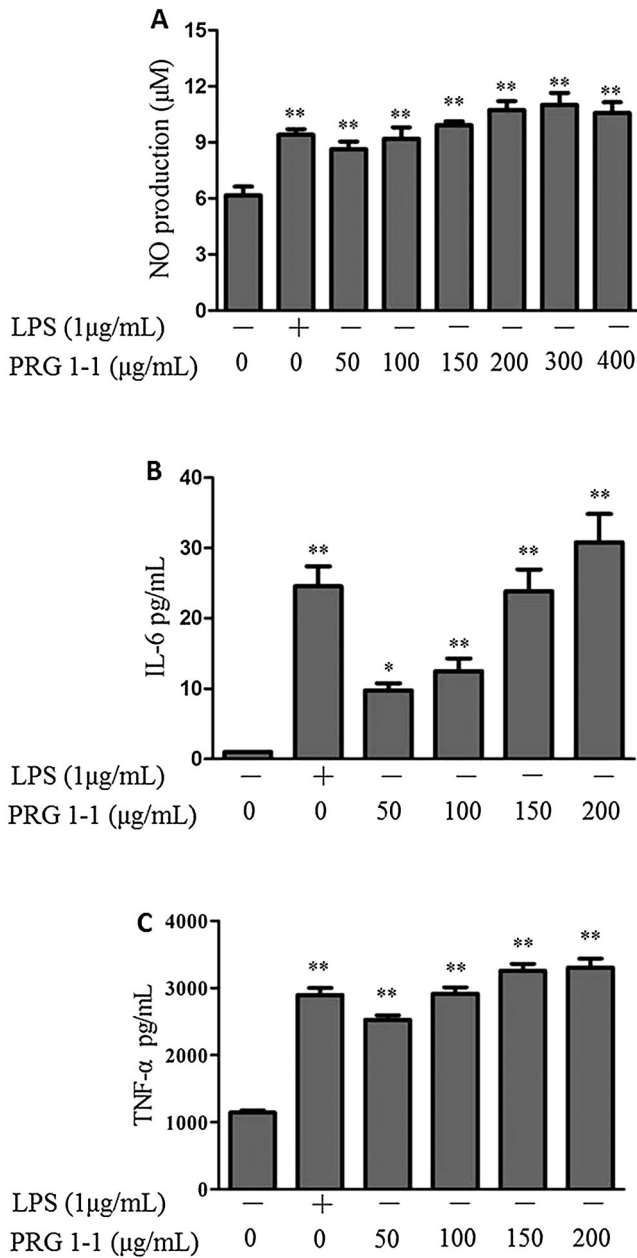 A
NO production (μM)
15
12
9
6
3
0
** ** ** ** ** ** **
LPS (1μg/mL) − + − − − − − −
PRG 1-1 (μg/mL) 0 0 50 100 150 200 300 400
B
IL-6 pg/mL
40
30
20
10
0
** * ** ** **
LPS (1μg/mL) − + − − − −
PRG 1-1 (μg/mL) 0 0 50 100 150 200
C
TNF-α pg/mL
4000
3000
2000
1000
0
** ** ** ** **
LPS (1μg/mL) − + − − − −
PRG 1-1 (μg/mL) 0 0 50 100 150 200